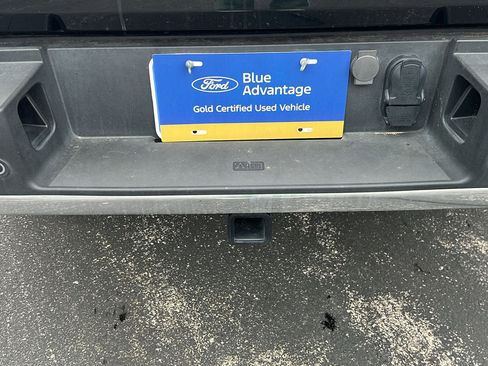 Ford
Blue
Advantage
Gold Certified Used Vehicle